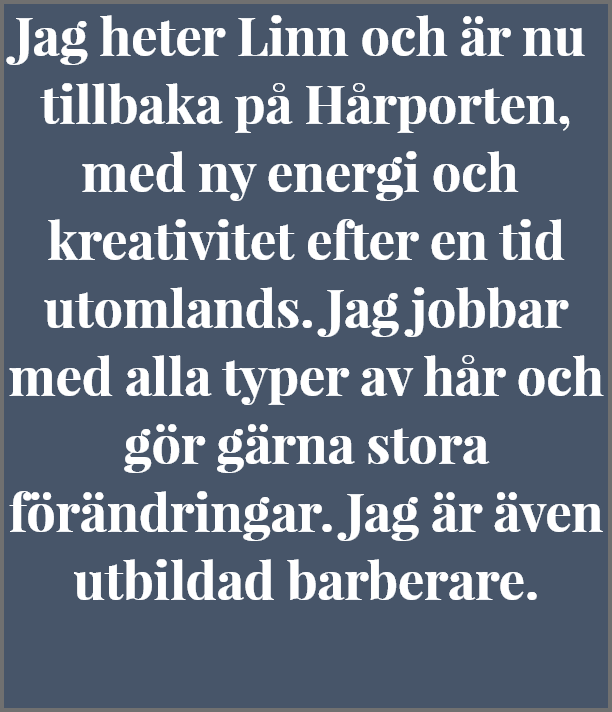 Jag heter Linn och är nu
tillbaka på Hårporten,
med ny energi och
kreativitet efter en tid
utomlands. Jag jobbar
med alla typer av hår och
gör gärna stora
förändringar. Jag är även
utbildad barberare.